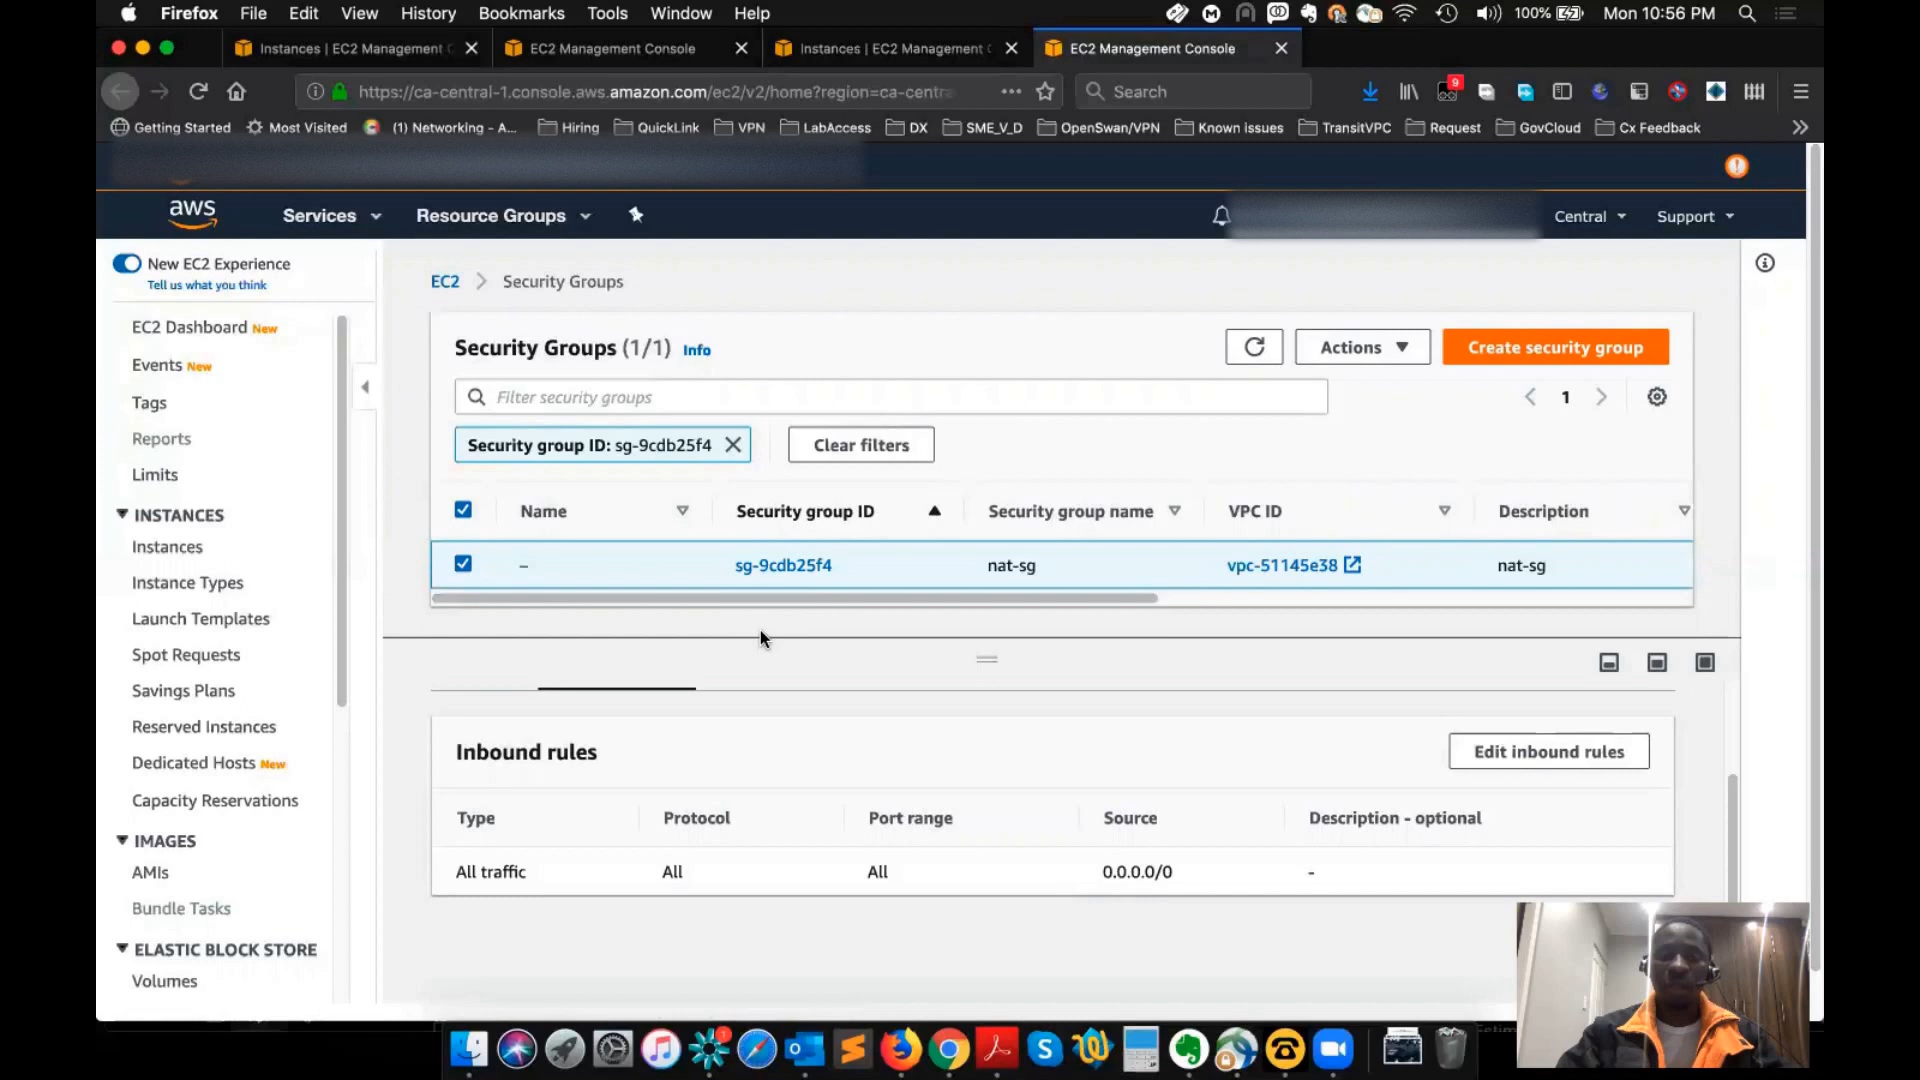 Firefox File Edit View History Bookmarks Tools Window Help
100% Mon 10:56 PM
Instances | EC2 Management C
EC2 Management Console
Instances | EC2 Management C
EC2 Management Console
https://ca-central-1.console.aws.amazon.com/ec2/v2/home?region=ca-centra
Search
9
Getting Started
Most Visited
(1) Networking - A...
Hiring
QuickLink
VPN
LabAccess
DX
SME_V_D
OpenSwan/VPN
Known issues
TransitVPC
Request
GovCloud
Cx Feedback
aws
Services
Resource Groups
Central
Support
New EC2 Experience
Tell us what you think
EC2 Dashboard New
Events New
Tags
Reports
Limits
INSTANCES
Instances
Instance Types
Launch Templates
Spot Requests
Savings Plans
Reserved Instances
Dedicated Hosts New
Capacity Reservations
IMAGES
AMIs
Bundle Tasks
ELASTIC BLOCK STORE
Volumes
EC2 > Security Groups
Security Groups (1/1) Info
Actions
Create security group
Filter security groups
1
Security group ID: sg-9cdb25f4
Clear filters
Name Security group ID Security group name VPC ID Description
– sg-9cdb25f4 nat-sg vpc-51145e38 nat-sg
Inbound rules
Edit inbound rules
Type Protocol Port range Source Description - optional
All traffic All All 0.0.0.0/0 -